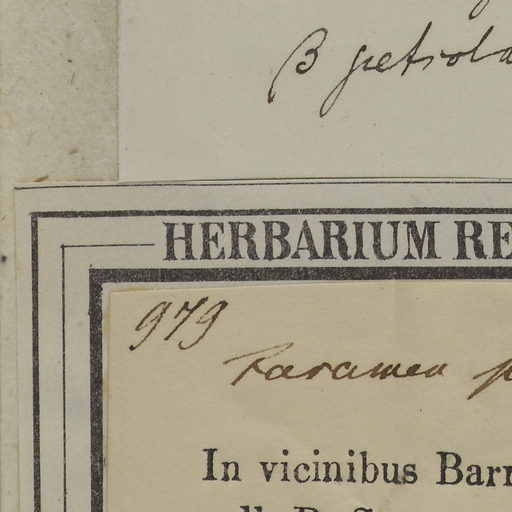 β petiola
HERBARIUM RE
979
Faramea p
In vicinibus Barr